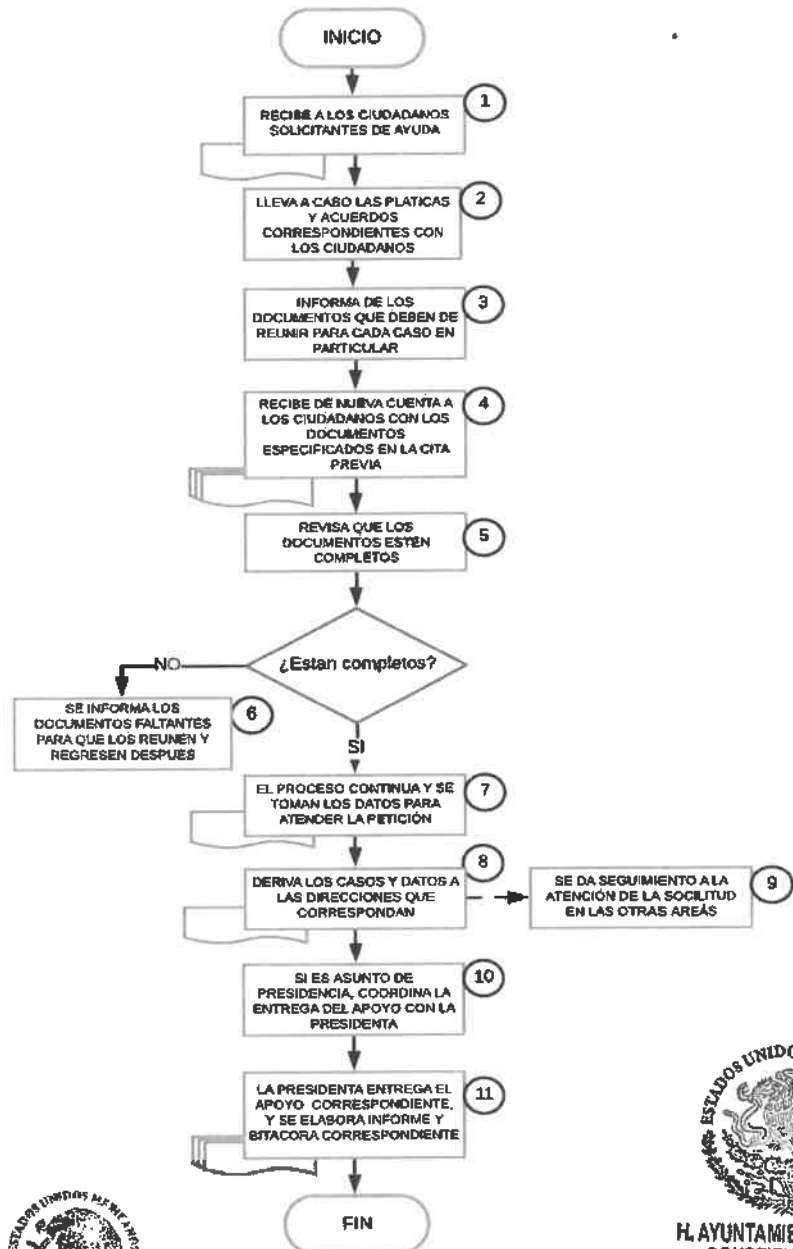 INICIO
1
RECIBE A LOS CIUDADANOS
SOLICITANTES DE AYUDA
2
LLEVA A CABO LAS PLATICAS
Y ACUERDOS
CORRESPONDIENTES CON
LOS CIUDADANOS
3
INFORMA DE LOS
DOCUMENTOS QUE DEBEN DE
REUNIR PARA CADA CASO EN
PARTICULAR
4
RECIBE DE NUEVA CUENTA A
LOS CIUDADANOS CON LOS
DOCUMENTOS
ESPECIFICADOS EN LA CITA
PREVIA
5
REVISA QUE LOS
DOCUMENTOS ESTÉN
COMPLETOS
¿Estan completos?
NO
6
SE INFORMA LOS
DOCUMENTOS FALTANTES
PARA QUE LOS REUNEN Y
REGRESEN DESPUES
SI
7
EL PROCESO CONTINUA Y SE
TOMAN LOS DATOS PARA
ATENDER LA PETICIÓN
8
DERIVA LOS CASOS Y DATOS A
LAS DIRECCIONES QUE
CORRESPONDAN
9
SE DA SEGUIMIENTO A LA
ATENCIÓN DE LA SOCILITUD
EN LAS OTRAS AREÁS
10
SI ES ASUNTO DE
PRESIDENCIA, COORDINA LA
ENTREGA DEL APOYO CON LA
PRESIDENTA
11
LA PRESIDENTA ENTREGA EL
APOYO CORRESPONDIENTE,
Y SE ELABORA INFORME Y
BITACORA CORRESPONDIENTE
FIN
ESTADOS UNIDOS MEXICANOS
ESTADOS UNIDO
H. AYUNTAMIE